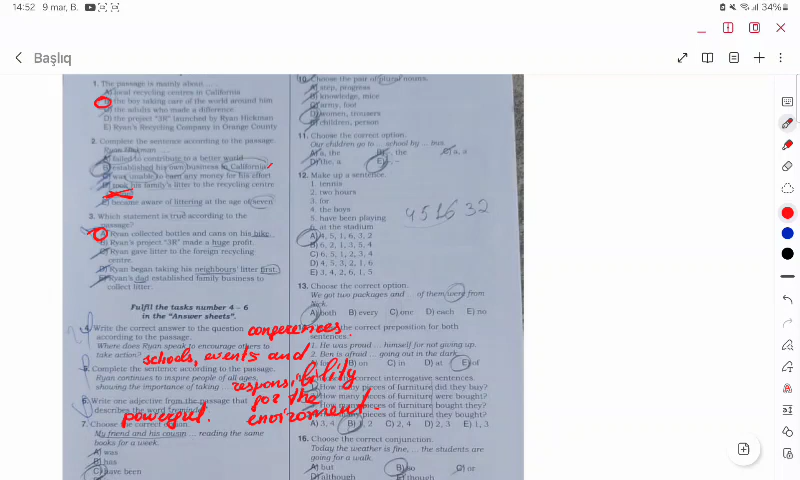 14:52 9 mar, B.
34%
Başlıq
1. The passage is mainly about ....
A) local recycling centres in California
B) the boy taking care of the world around him
C) the adults who made a difference
D) the project "3R" launched by Ryan Hickman
E) Ryan's Recycling Company in Orange County
2. Complete the sentence according to the passage.
Ryan Hickman ....
A) failed to contribute to a better world
B) established his own business in California
C) was unable to earn any money for his effort
D) took his family's litter to the recycling centre
E) became aware of littering at the age of seven
3. Which statement is true according to the
passage?
A) Ryan collected bottles and cans on his bike.
B) Ryan's project "3R" made a huge profit.
C) Ryan gave litter to the foreign recycling
centre.
D) Ryan began taking his neighbours' litter first.
E) Ryan's dad established family business to
collect litter.
Fulfil the tasks number 4 – 6
in the "Answer sheets".
4. Write the correct answer to the question
according to the passage.
Where does Ryan speak to encourage others to
take action?
conferences,
schools, events and
5. Complete the sentence according to the passage.
Ryan continues to inspire people of all ages,
showing the importance of taking ....
responsibility
for the
enviroment.
6. Write one adjective from the passage that
describes the word
powerful.
7. Choose the correct option.
My friend and his cousin ... reading the same
books for a week.
A) was
B) has
C) have been
10. Choose the pair of plural nouns.
A) step, progress
B) knowledge, mice
C) army, foot
D) women, trousers
E) children, person
11. Choose the correct option.
Our children go to ... school by ... bus.
A) a, the
B) -, the
C) a, a
D) the, a
E) -, -
12. Make up a sentence.
1. tennis
2. two hours
3. for
4. the boys
5. have been playing
6. at the stadium
451632
A) 4, 5, 1, 6, 3, 2
B) 6, 2, 1, 3, 5, 4
C) 6, 5, 1, 2, 3, 4
D) 4, 5, 3, 2, 1, 6
E) 3, 4, 2, 6, 1, 5
13. Choose the correct option.
We got two packages and ... of them were from
Nick.
A) both B) every C) one D) each E) no
the correct preposition for both
sentences.
1. He was proud ... himself for not giving up.
2. Ben is afraid ... going out in the dark.
B) on C) in D) at E) of
correct interrogative sentences.
How many pieces of furniture did they buy?
How many pieces of furniture were bought?
How many pieces of furniture bought they?
pieces of furniture they bought?
A) 3, 4 B) 1, 2 C) 2, 4 D) 2, 3 E) 1, 3
16. Choose the correct conjunction.
Today the weather is fine, ... the students are
going for a walk.
A) but B) so C) or
D) although E) though